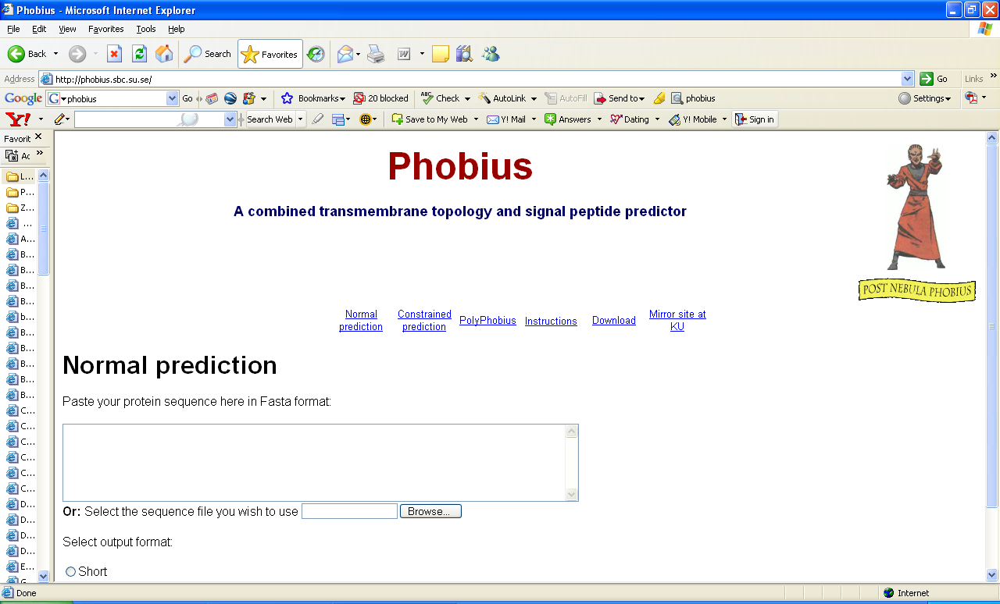 Phobius - Microsoft Internet Explorer
File Edit View Favorites Tools Help
Back Search Favorites
Address http://phobius.sbc.su.se/ Go Links »
Google G phobius Go Bookmarks 20 blocked ABC Check AutoLink AutoFill Send to phobius Settings
Y! Search Web Save to My Web Y! Mail Answers Dating Y! Mobile Sign in
Favorit
Ac »
L...
P...
Z...
...
A...
B...
B...
B...
B...
b...
B...
B...
B...
B...
B...
C...
C...
C...
C...
C...
C...
D...
D...
D...
D...
E...
G
Phobius
A combined transmembrane topology and signal peptide predictor
POST NEBULA PHOBIUS
Normal prediction
Constrained prediction
PolyPhobius
Instructions
Download
Mirror site at KU
Normal prediction
Paste your protein sequence here in Fasta format:
Or: Select the sequence file you wish to use Browse...
Select output format:
Short
Done Internet